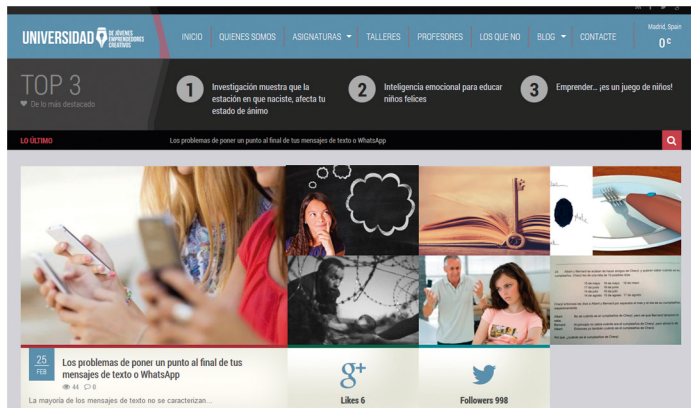 UNIVERSIDAD DE JÓVENES
EMPRENDEDORES
CREATIVOS
INICIO QUIENES SOMOS ASIGNATURAS TALLERES PROFESORES LOS QUE NO BLOG CONTACTE
Madrid, Spain
0 c
TOP 3
De lo más destacado
1
Investigación muestra que la
estación en que naciste, afecta tu
estado de ánimo
2
Inteligencia emocional para educar
niños felices
3
Emprender... ¡es un juego de niños!
LO ÚLTIMO
Los problemas de poner un punto al final de tus mensajes de texto o WhatsApp
25
FEB
Los problemas de poner un punto al final de tus
mensajes de texto o WhatsApp
44 0
La mayoría de los mensajes de texto no se caracterizan...
g+
Likes 6
Followers 998